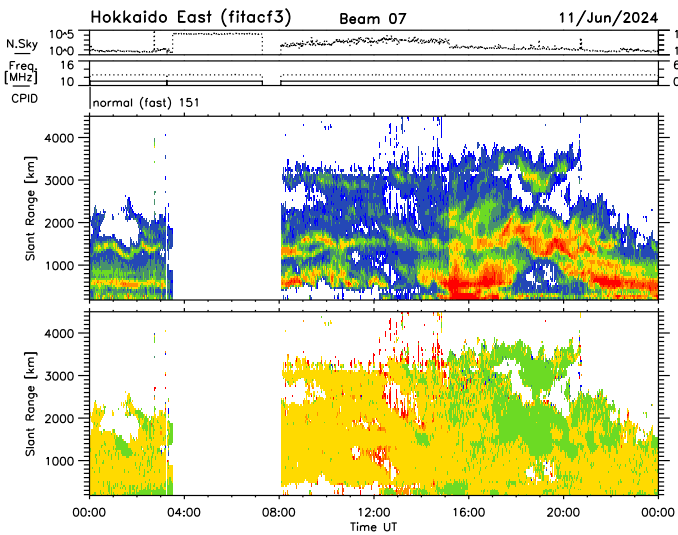 Hokkaido East (fitacf3) Beam 07 11/Jun/2024
N.Sky 10^5 10^0
Freq. [MHz] 16 10 6 0
CPID normal (fast) 151
Slant Range [km] 4000 3000 2000 1000
Slant Range [km] 4000 3000 2000 1000
00:00 04:00 08:00 12:00 16:00 20:00 00:00
Time UT